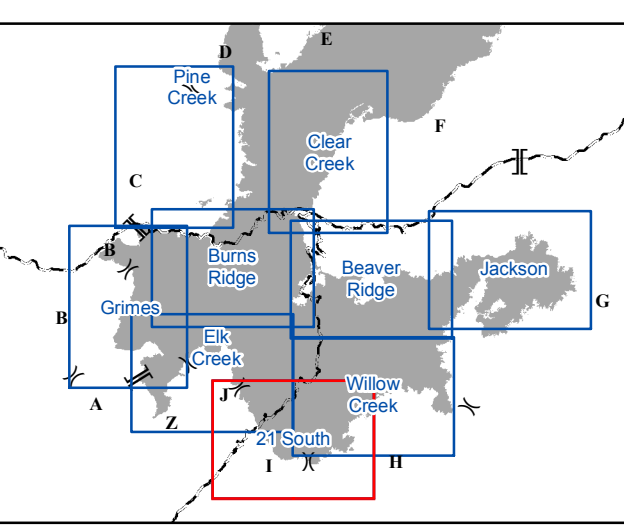 E
D
Pine
Creek
F
Clear
Creek
C
B
Burns
Ridge
Beaver
Ridge
Jackson
G
Grimes
B
Elk
Creek
J
Willow
Creek
A
Z
21 South
I
H